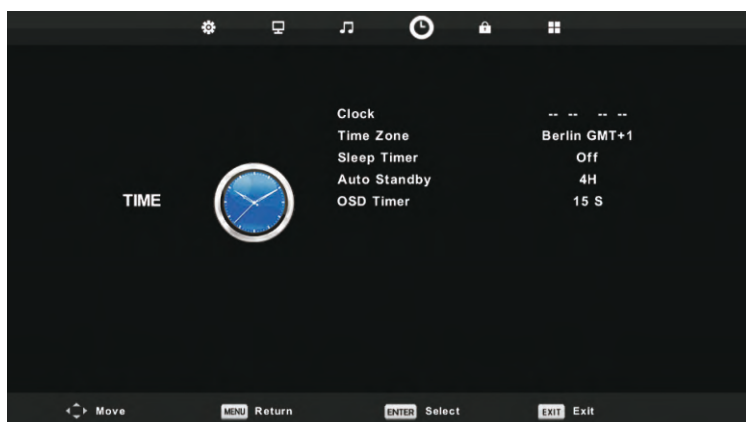 Clock -- -- -- --
Time Zone Berlin GMT+1
Sleep Timer Off
Auto Standby 4H
TIME
OSD Timer 15 S
Move MENU Return ENTER Select EXIT Exit